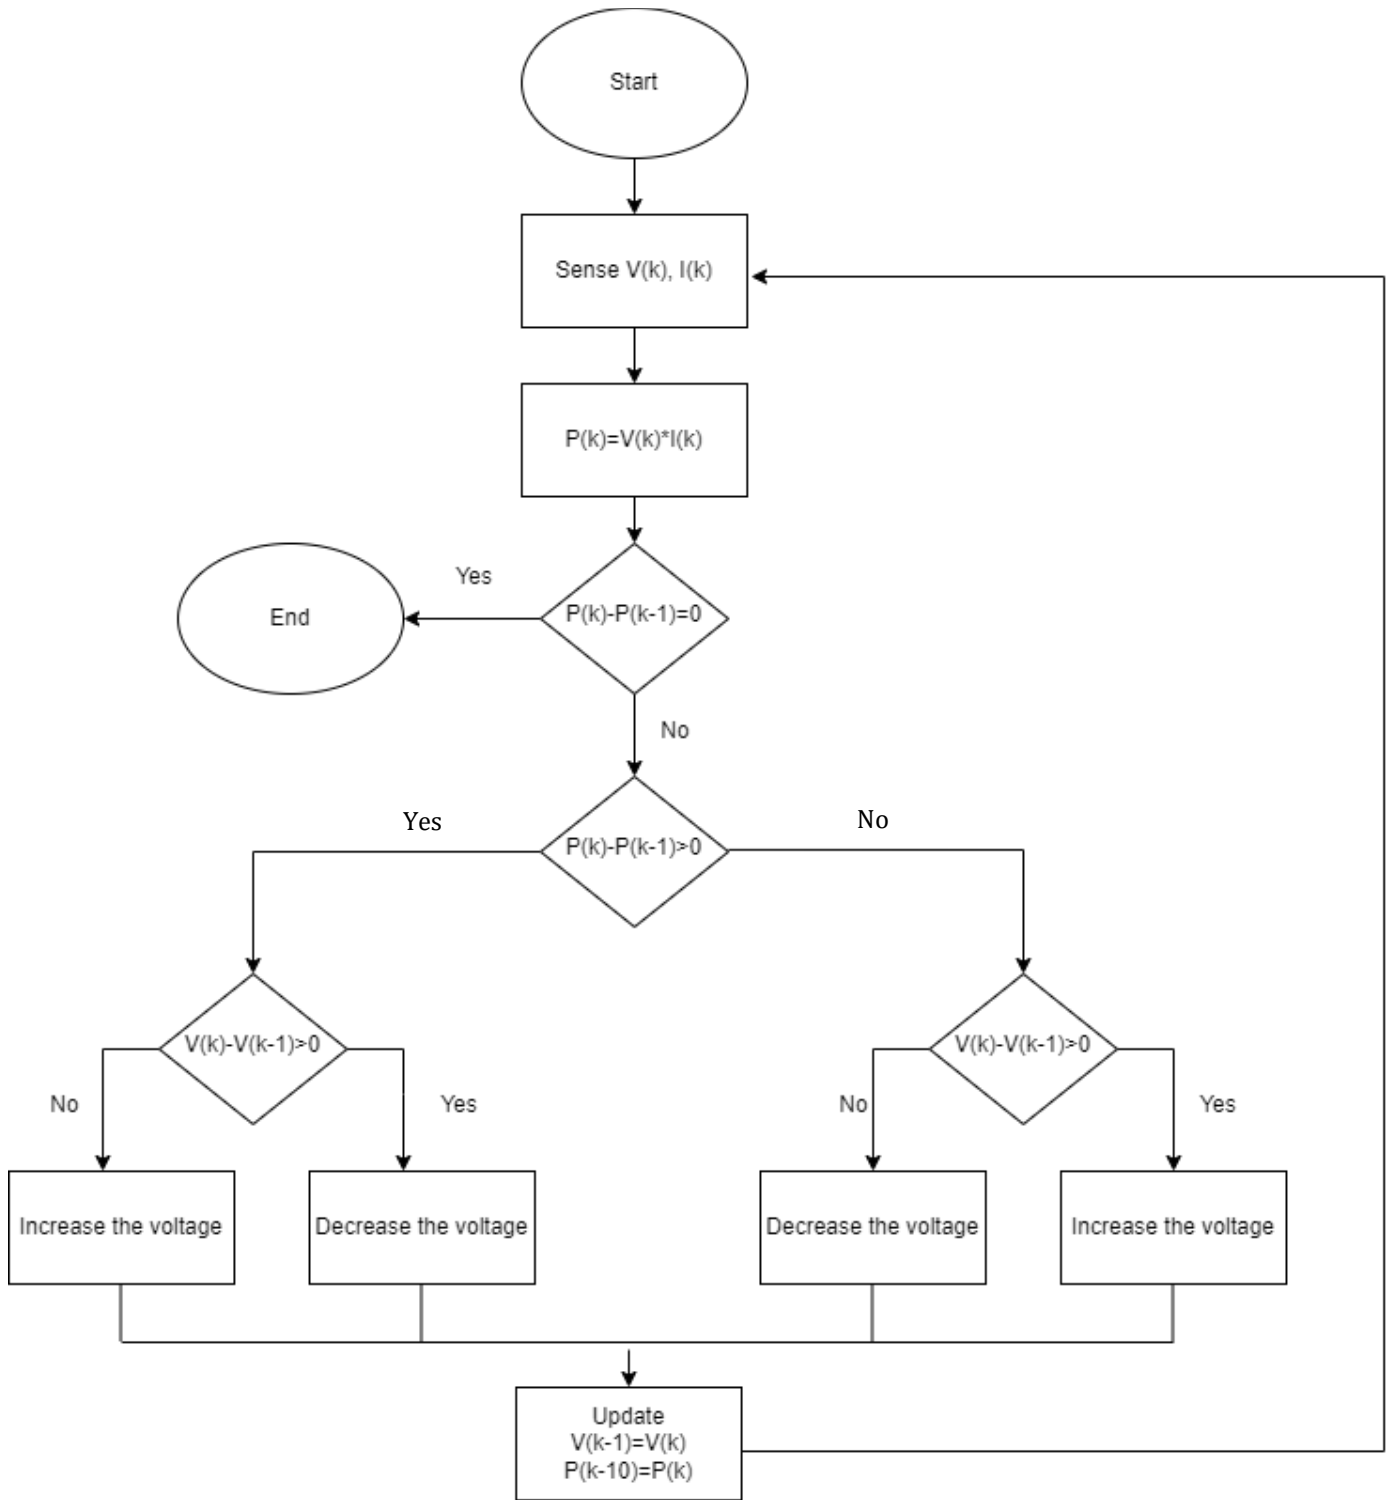 Start
Sense V(k), I(k)
P(k)=V(k)*I(k)
Yes
End
P(k)-P(k-1)=0
No
Yes
No
P(k)-P(k-1)>0
V(k)-V(k-1)>0
V(k)-V(k-1)>0
No
Yes
No
Yes
Increase the voltage
Decrease the voltage
Decrease the voltage
Increase the voltage
Update
V(k-1)=V(k)
P(k-10)=P(k)